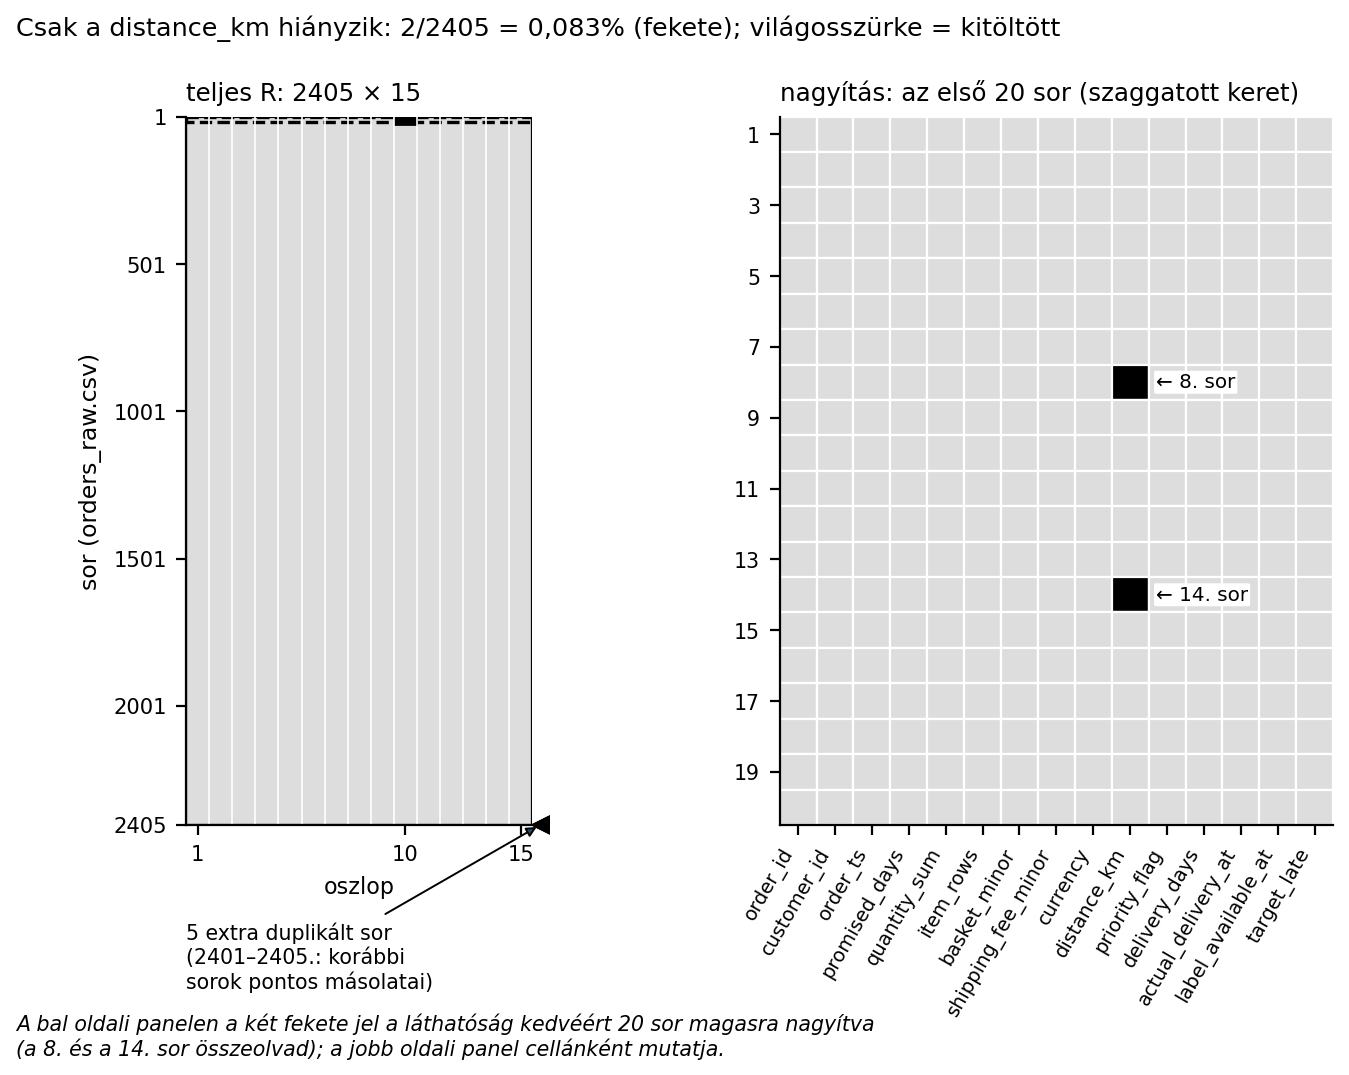 Csak a distance_km hiányzik: 2/2405 = 0,083% (fekete); világosszürke = kitöltött
teljes R: 2405 × 15
1
501
1001
1501
2001
2405
sor (orders_raw.csv)
1
10
15
oszlop
5 extra duplikált sor
(2401–2405.: korábbi
sorok pontos másolatai)
nagyítás: az első 20 sor (szaggatott keret)
1
3
5
7
9
11
13
15
17
19
← 8. sor
← 14. sor
order_id
customer_id
order_ts
promised_days
quantity_sum
item_rows
basket_minor
shipping_fee_minor
currency
distance_km
priority_flag
delivery_days
actual_delivery_at
label_available_at
target_late
A bal oldali panelen a két fekete jel a láthatóság kedvéért 20 sor magasra nagyítva
(a 8. és a 14. sor összeolvad); a jobb oldali panel cellánként mutatja.